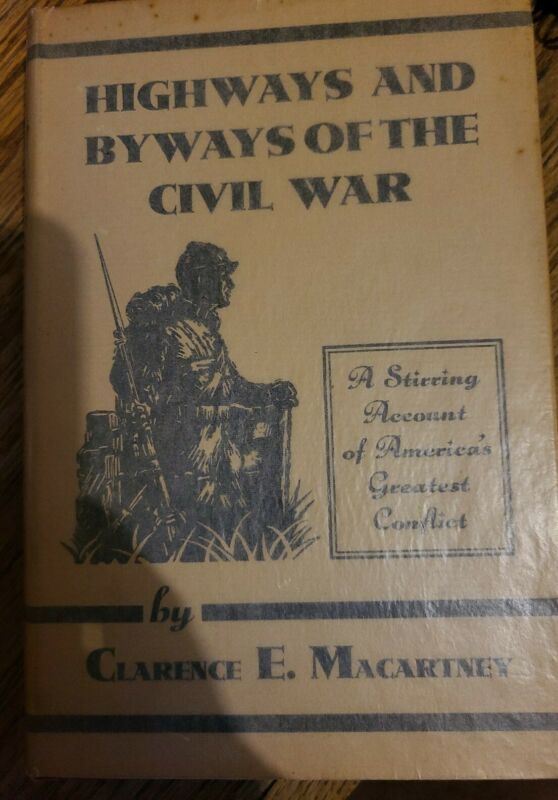 HIGHWAYS AND
BYWAYS OF THE
CIVIL WAR
A Stirring
Account
of America's
Greatest
Conflict
by
CLARENCE E. MACARTNEY